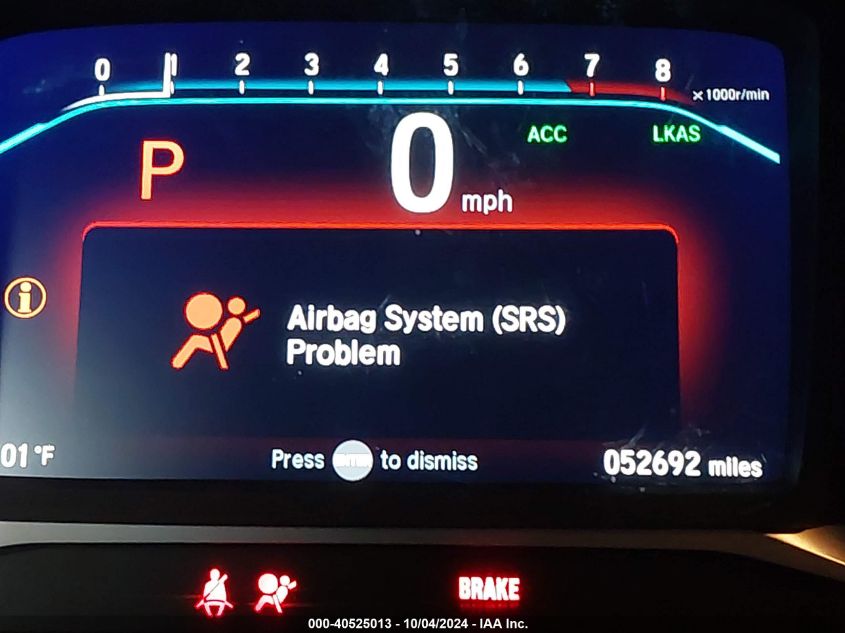 0 1 2 3 4 5 6 7 8
×1000r/min
P 0 mph ACC LKAS
i
Airbag System (SRS)
Problem
01°F Press ENTER to dismiss 052692 miles
BRAKE
000-40525013 - 10/04/2024 - IAA Inc.